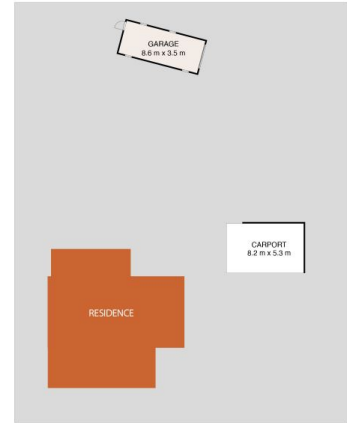 GARAGE
8.6 m x 3.5 m
CARPORT
8.2 m x 5.3 m
RESIDENCE